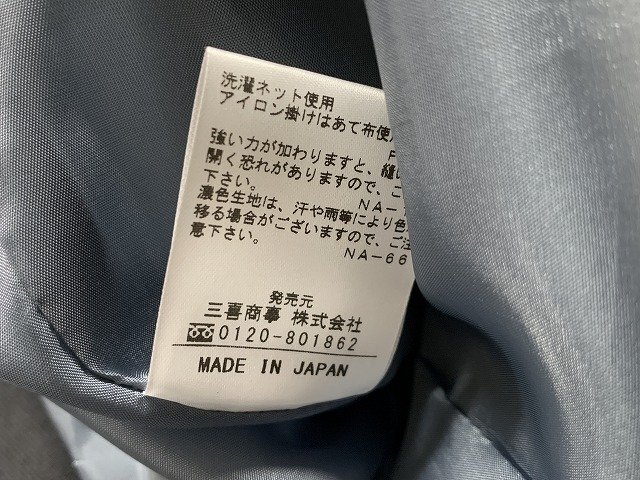 洗濯ネット使用
アイロン掛けはあて布使
強い力が加わりますと、縫い
開く恐れがありますので、ご
下さい。 NA-
濃色生地は、汗や雨等により色
移る場合がございますので、ご注
意下さい。 NA-66
発売元
三喜商事 株式会社
0120-801862
MADE IN JAPAN